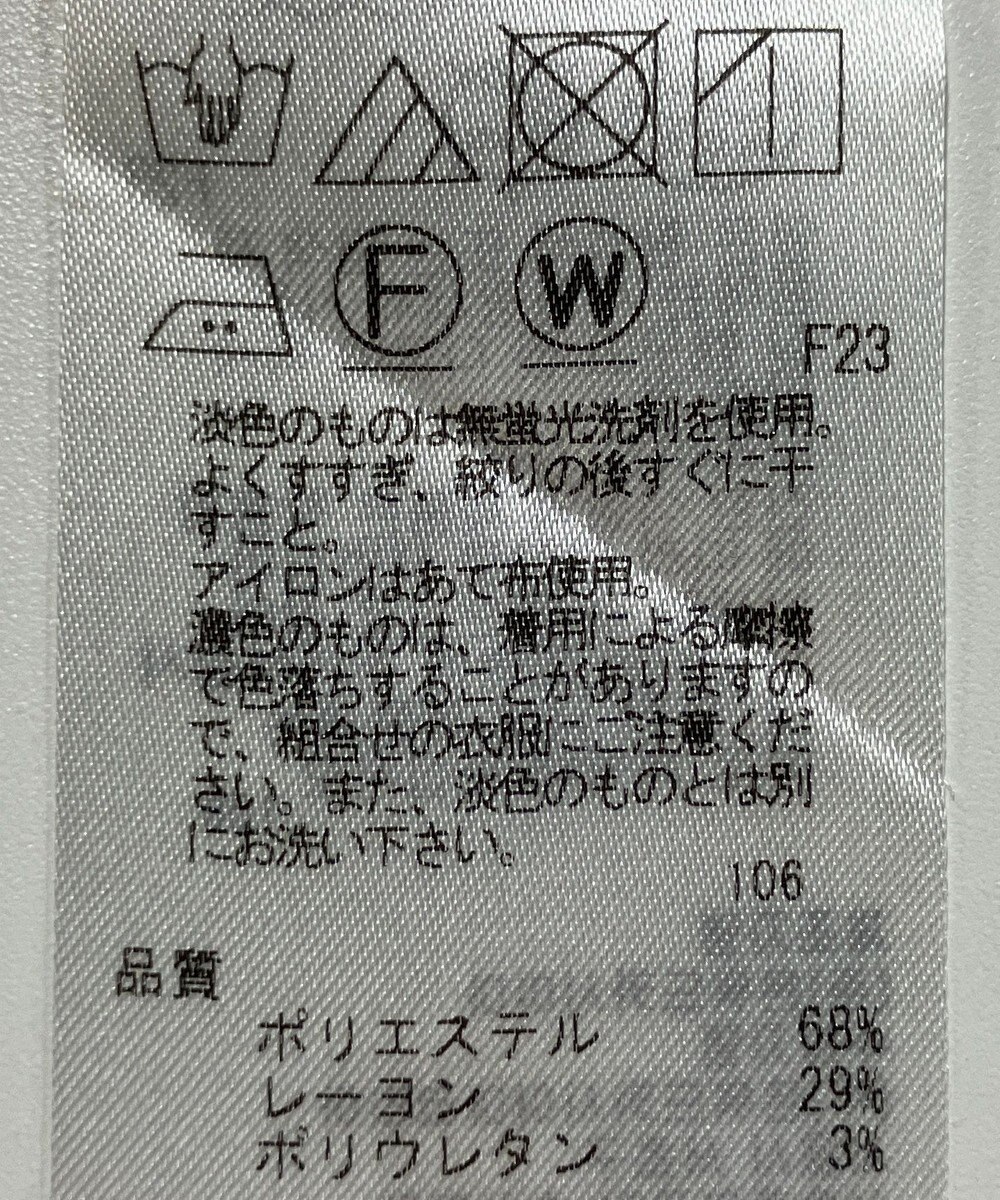 F
W
F23
淡色のものは無蛍光洗剤を使用。
よくすすぎ、絞りの後すぐに干
すこと。
アイロンはあて布使用。
濃色のものは、着用による摩擦
で色落ちすることがありますの
で、組合せの衣服にご注意くだ
さい。また、淡色のものとは別
にお洗い下さい。
106
品質
ポリエステル 68%
レーヨン 29%
ポリウレタン 3%